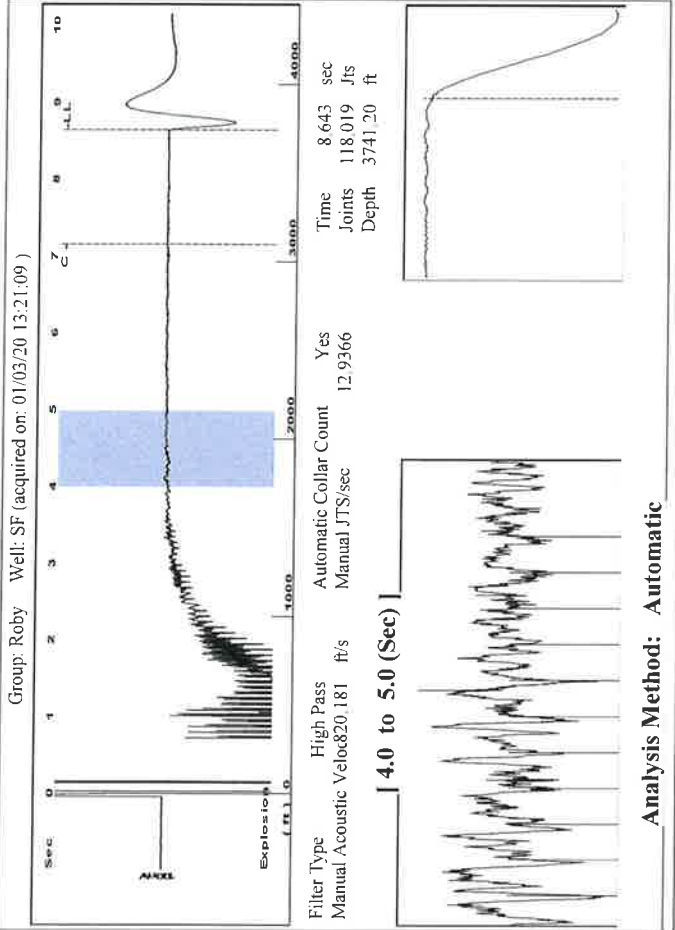 Group: Roby Well: SF (acquired on: 01/03/20 13:21:09 )
Sec 0 1 2 3 4 5 6 7 8 9 10
C
LL
Explosion
(ft) 0 1000 2000 3000 4000
Filter Type High Pass Automatic Collar Count Yes Time 8.643 sec
Manual Acoustic Veloc820.181 ft/s Manual JTS/sec 12.9366 Joints 118.019 Jts
Depth 3741.20 ft
[ 4.0 to 5.0 (Sec) ]
Analysis Method: Automatic